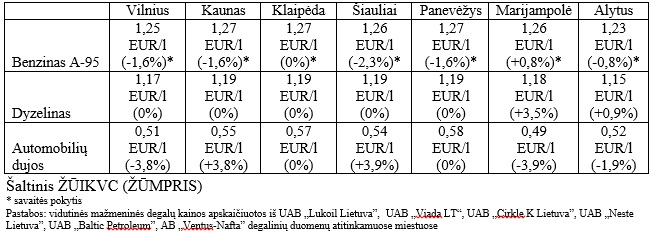 Vilnius Kaunas Klaipėda Šiauliai Panevėžys Marijampolė Alytus
1,25 1,27 1,27 1,26 1,27 1,26 1,23
EUR/l EUR/l EUR/l EUR/l EUR/l EUR/l EUR/l
Benzinas A-95 (-1,6%)* (-1,6%)* (0%)* (-2,3%)* (-1,6%)* (+0,8%)* (-0,8%)*
1,17 1,19 1,19 1,19 1,19 1,18 1,15
EUR/l EUR/l EUR/l EUR/l EUR/l EUR/l EUR/l
Dyzelinas (0%) (0%) (0%) (0%) (0%) (+3,5%) (+0,9%)
0,51 0,55 0,57 0,54 0,58 0,49 0,52
Automobilių EUR/l EUR/l EUR/l EUR/l EUR/l EUR/l EUR/l
dujos (-3,8%) (+3,8%) (0%) (+3,9%) (0%) (-3,9%) (-1,9%)
Šaltinis ŽŪIKVC (ŽŪMPRIS)
* savaitės pokytis
Pastabos: vidutinės mažmeninės degalų kainos apskaičiuotos iš UAB „Lukoil Lietuva”, UAB „Viada LT“, UAB „Cirkle K Lietuva”, UAB „Neste
Lietuva”, UAB „Baltic Petroleum”, AB „Ventus-Nafta” degalinių duomenų atitinkamuose miestuose